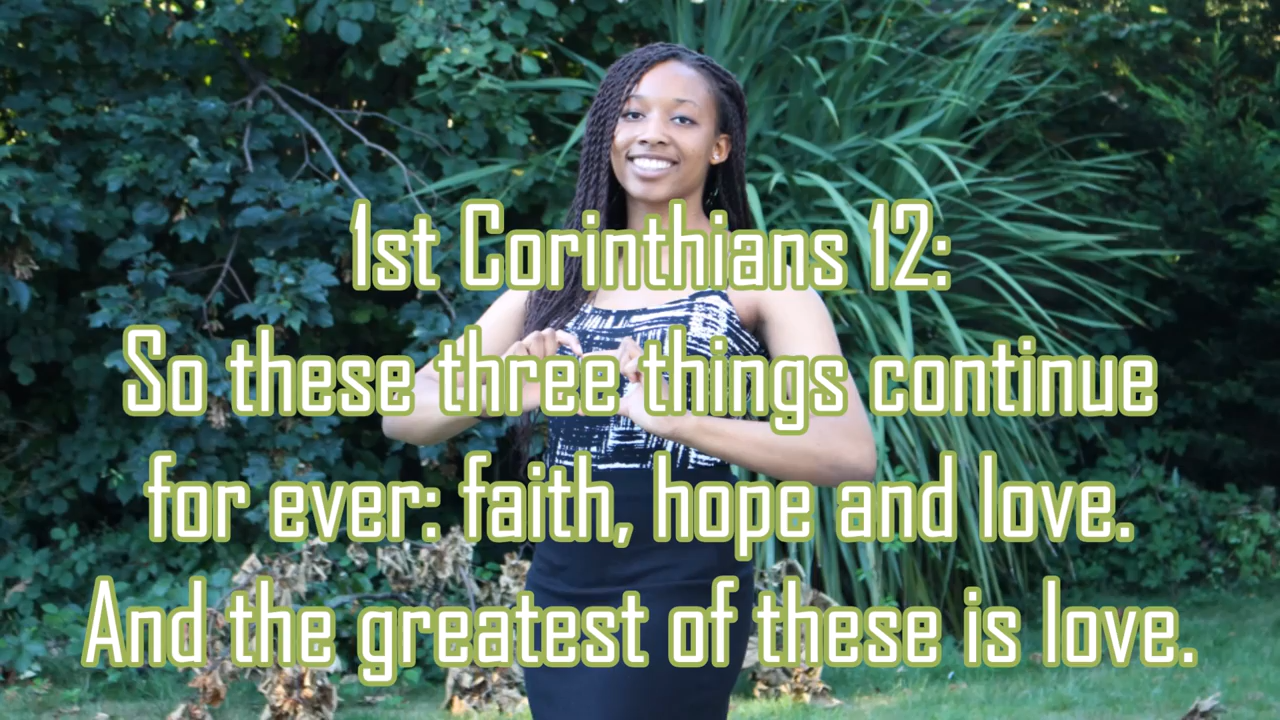 1st Corinthians 12:
So these three things continue
for ever: faith, hope and love.
And the greatest of these is love.